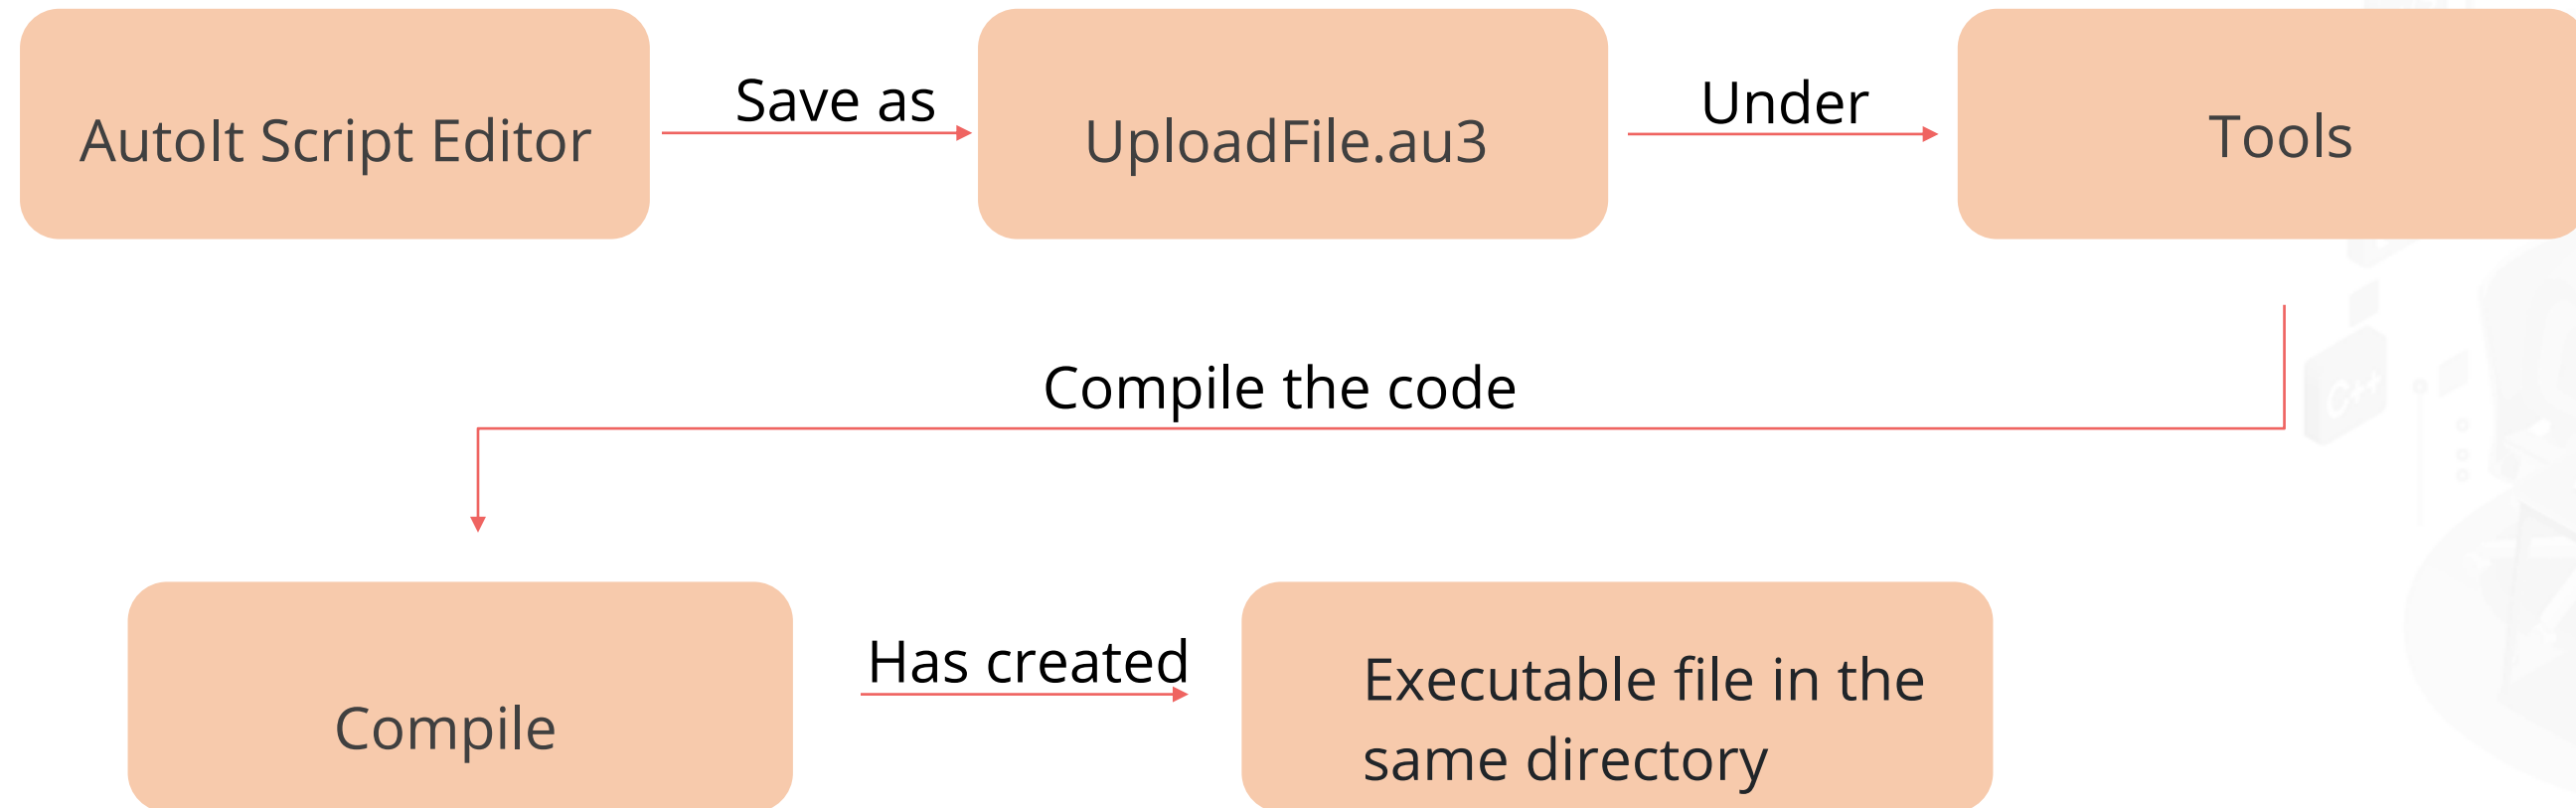 AutoIt Script Editor
Save as
UploadFile.au3
Under
Tools
Compile the code
C++
Compile
Has created
Executable file in the
same directory